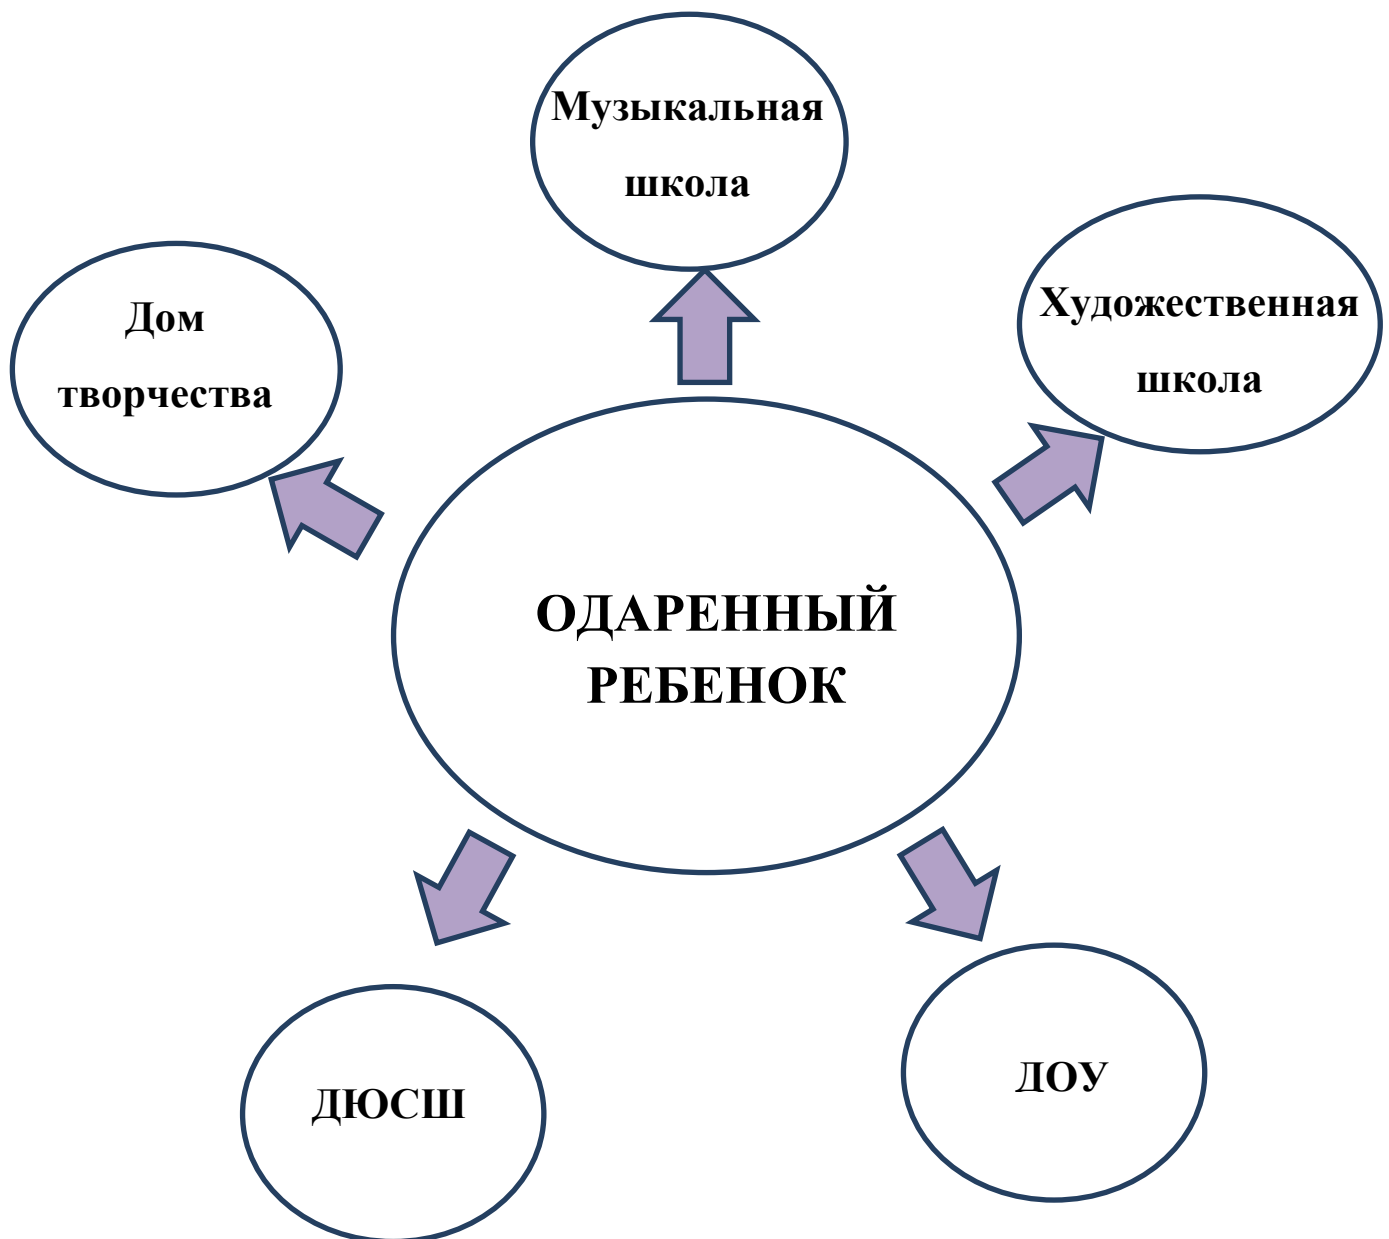 Музыкальная
школа
Художественная
школа
Дом
творчества
ОДАРЕННЫЙ
РЕБЕНОК
ДЮСШ
ДОУ